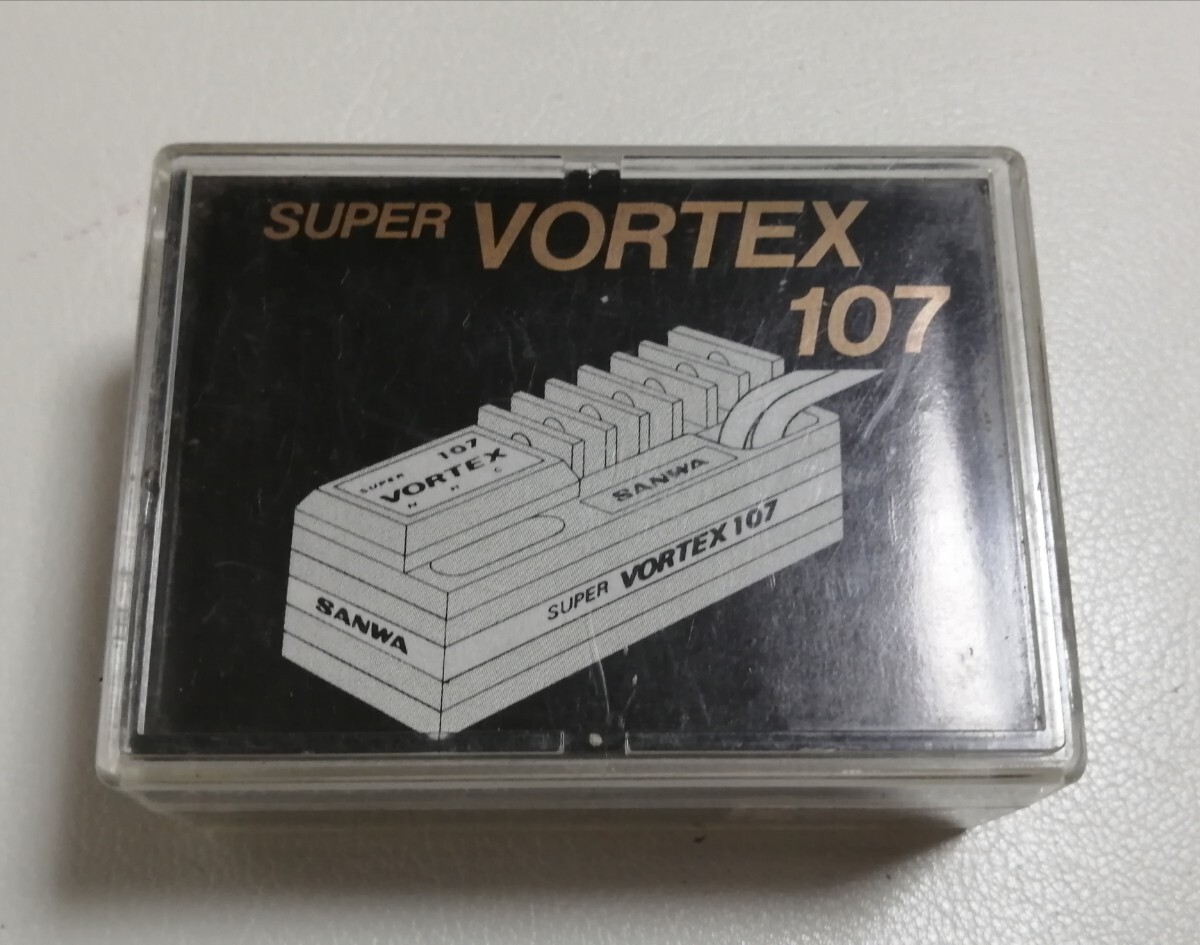 SUPER VORTEX
107
SUPER 107
VORTEX
N H C
SANWA
SUPER VORTEX 107
SANWA